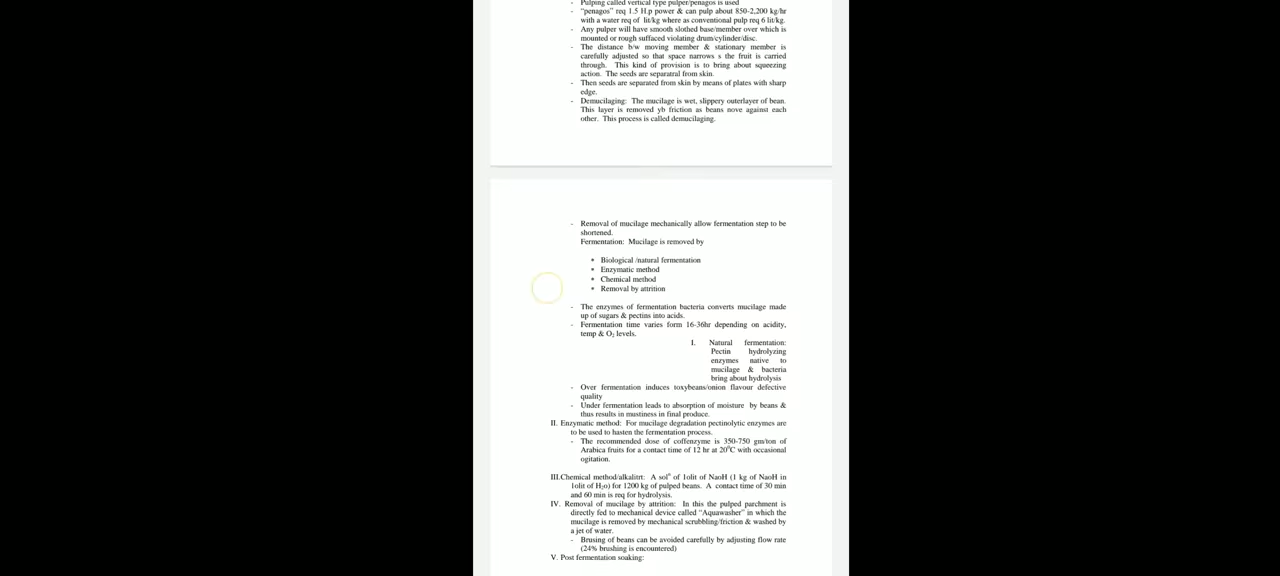 - Pulping called vertical type pulper/penagos is used
- “penagos” req 1.5 H.p power & can pulp about 850-2,200 kg/hr
with a water req of lit/kg where as conventional pulp req 6 lit/kg.
- Any pulper will have smooth slothed base/member over which is
mounted or rough suffaced violating drum/cylinder/disc.
- The distance b/w moving member & stationary member is
carefully adjusted so that space narrows s the fruit is carried
through. This kind of provision is to bring about squeezing
action. The seeds are separatral from skin.
- Then seeds are separated from skin by means of plates with sharp
edge.
- Demucilaging: The mucilage is wet, slippery outerlayer of bean.
This layer is removed yb friction as beans nove against each
other. This process is called demucilaging.
- Removal of mucilage mechanically allow fermentation step to be
shortened.
Fermentation: Mucilage is removed by
* Biological /natural fermentation
* Enzymatic method
* Chemical method
* Removal by attrition
- The enzymes of fermentation bacteria converts mucilage made
up of sugars & pectins into acids.
- Fermentation time varies form 16-36hr depending on acidity,
temp & O₂ levels.
I. Natural fermentation:
Pectin hydrolyzing
enzymes native to
mucilage & bacteria
bring about hydrolysis
- Over fermentation induces toxybeans/onion flavour defective
quality
- Under fermentation leads to absorption of moisture by beans &
thus results in mustiness in final produce.
II. Enzymatic method: For mucilage degradation pectinolytic enzymes are
to be used to hasten the fermentation process.
- The recommended dose of coffenzyme is 350-750 gm/ton of
Arabica fruits for a contact time of 12 hr at 20⁰C with occasional
ogitation.
III.Chemical method/alkalitrt: A solⁿ of 1olit of NaoH (1 kg of NaoH in
1olit of H₂o) for 1200 kg of pulped beans. A contact time of 30 min
and 60 min is req for hydrolysis.
IV. Removal of mucilage by attrition: In this the pulped parchment is
directly fed to mechanical device called “Aquawasher” in which the
mucilage is removed by mechanical scrubbling/friction & washed by
a jet of water.
- Brusing of beans can be avoided carefully by adjusting flow rate
(24% brushing is encountered)
V. Post fermentation soaking: